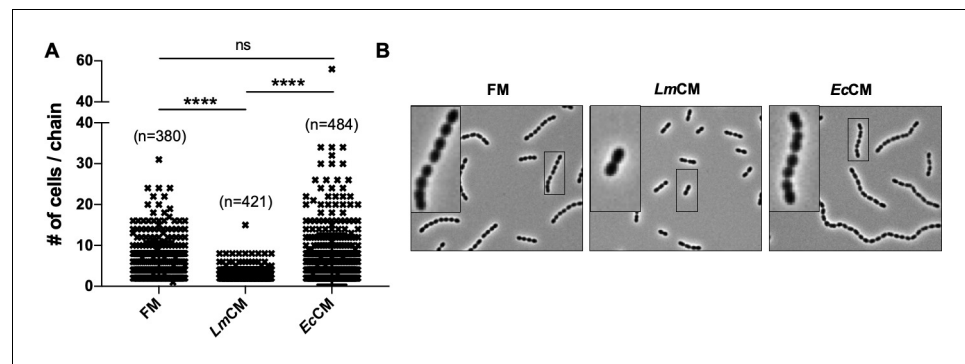 A
B
ns
****
****
(n=380)
(n=421)
(n=484)
# of cells / chain
60
40
40
30
20
10
0
FM
LmCM
EcCM
FM
LmCM
EcCM